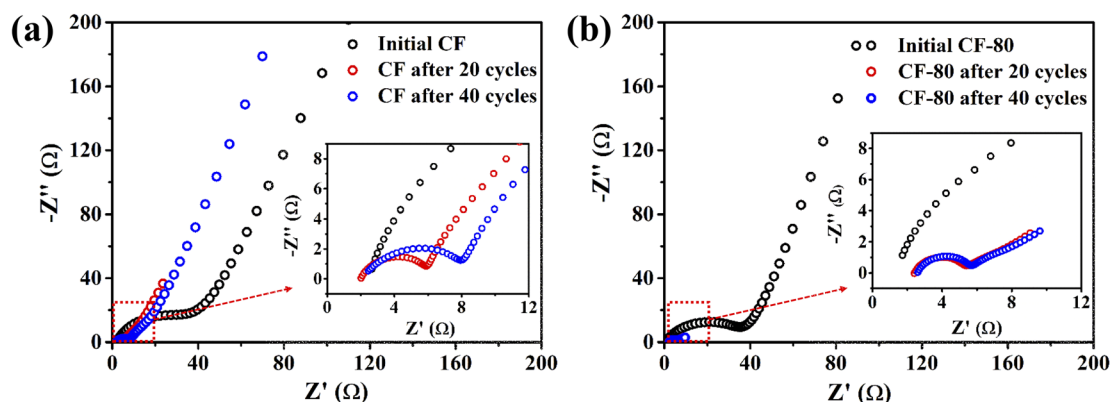 (a)
200
160
120
80
40
0
-Z'' (Ω)
Initial CF
CF after 20 cycles
CF after 40 cycles
8
6
4
2
0
-Z'' (Ω)
0 4 8 12
Z' (Ω)
0 40 80 120 160 200
Z' (Ω)
(b)
200
160
120
80
40
0
-Z'' (Ω)
Initial CF-80
CF-80 after 20 cycles
CF-80 after 40 cycles
8
6
4
2
0
-Z'' (Ω)
0 4 8 12
Z' (Ω)
0 40 80 120 160 200
Z' (Ω)